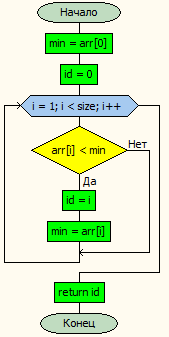 Начало
min = arr[0]
id = 0
i = 1; i < size; i++
arr[i] < min
Нет
Да
id = i
min = arr[i]
return id
Конец